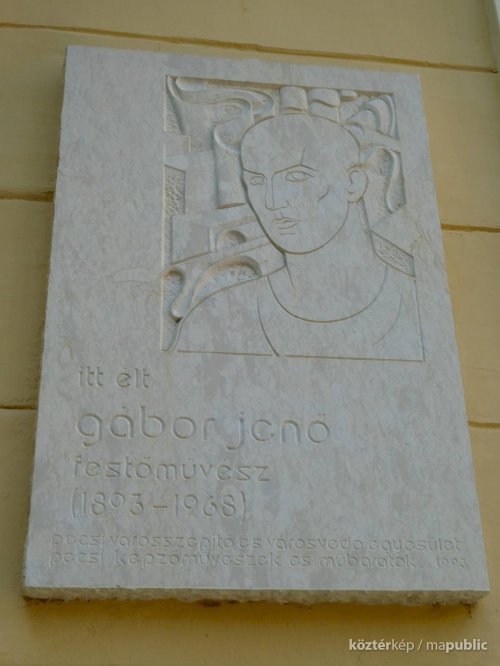 itt élt
gábor jenő
festőművész
(1893-1968)
pécsi városszépítő és városvédő egyesület
pécsi képzőművészek és műbarátok. 1993
köztérkép / mapublic